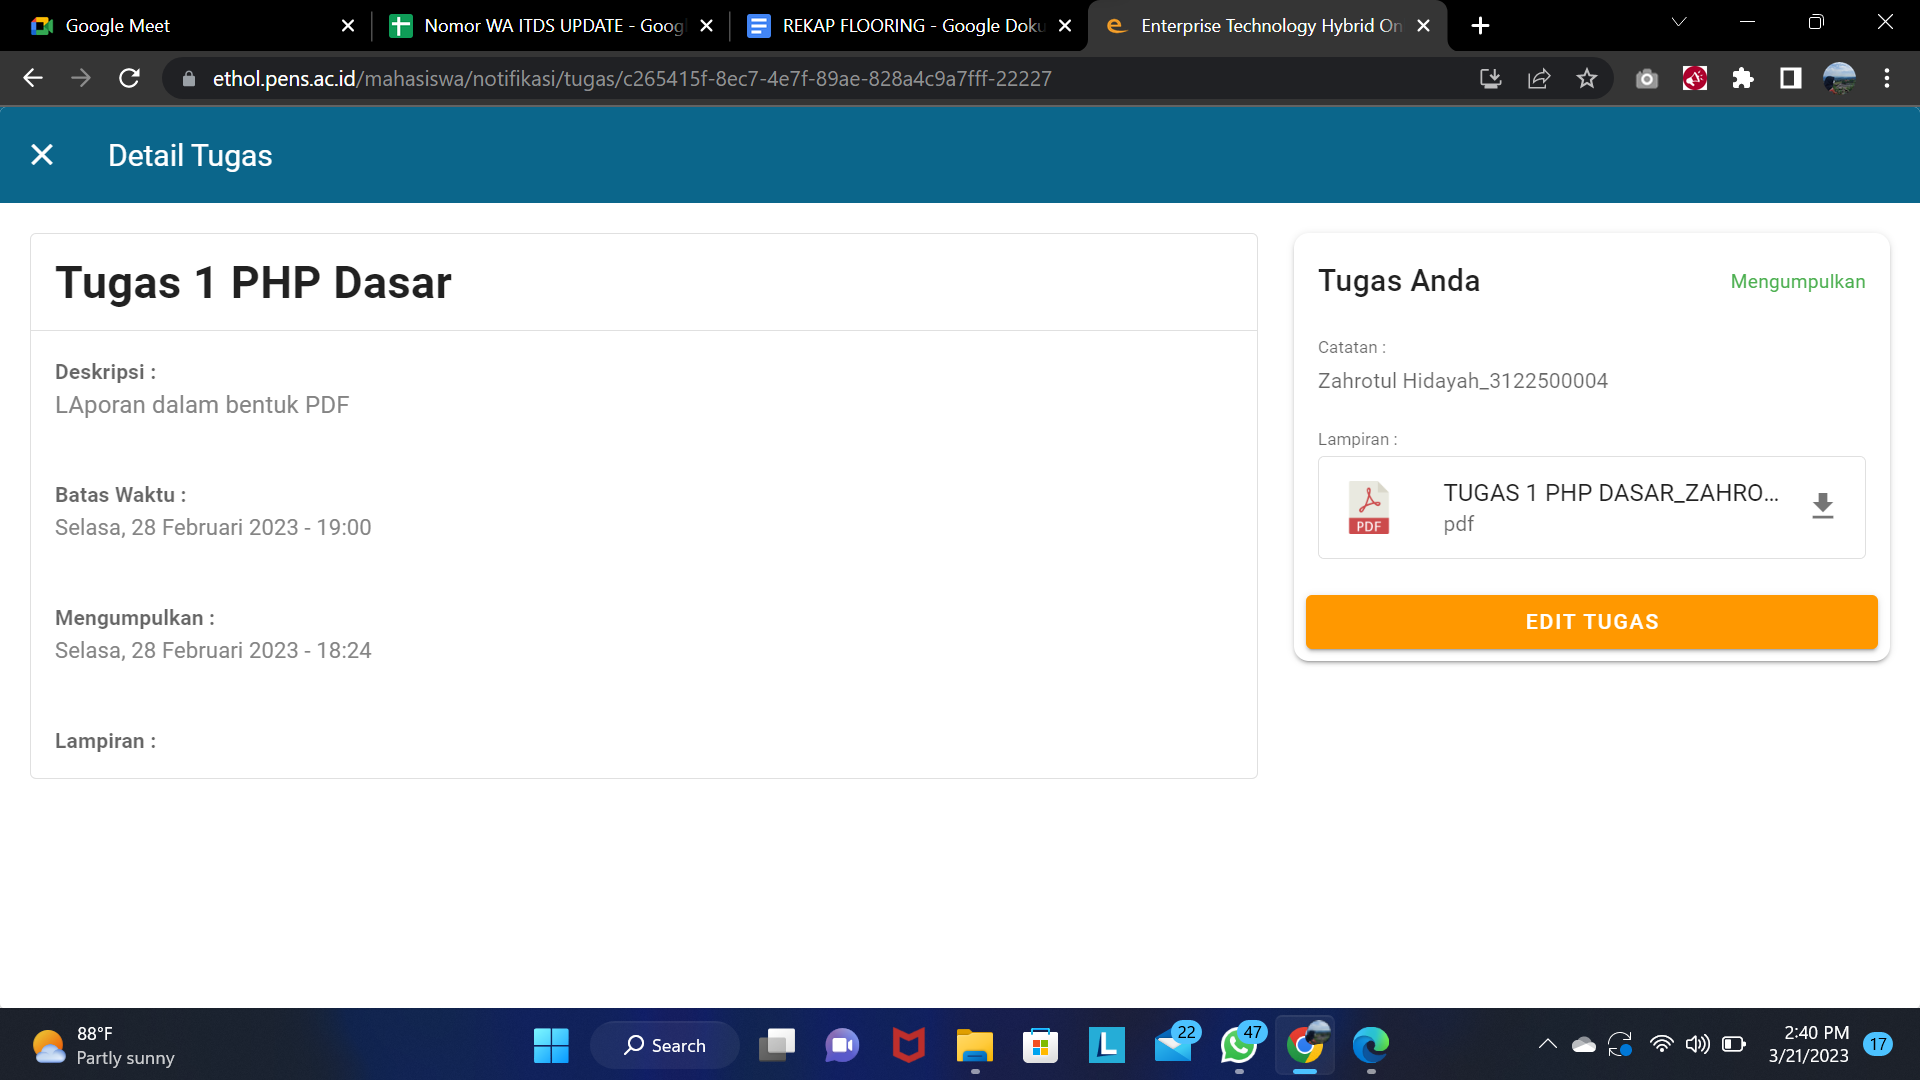 Google Meet
Nomor WA ITDS UPDATE - Goog
REKAP FLOORING - Google Doku
Enterprise Technology Hybrid On
ethol.pens.ac.id/mahasiswa/notifikasi/tugas/c265415f-8ec7-4e7f-89ae-828a4c9a7fff-22227
Detail Tugas
Tugas 1 PHP Dasar
Deskripsi :
LAporan dalam bentuk PDF
Batas Waktu :
Selasa, 28 Februari 2023 - 19:00
Mengumpulkan :
Selasa, 28 Februari 2023 - 18:24
Lampiran :
Tugas Anda
Mengumpulkan
Catatan :
Zahrotul Hidayah_3122500004
Lampiran :
PDF
TUGAS 1 PHP DASAR_ZAHRO...
pdf
EDIT TUGAS
88°F
Partly sunny
Search
L
22
47
2:40 PM
3/21/2023
17